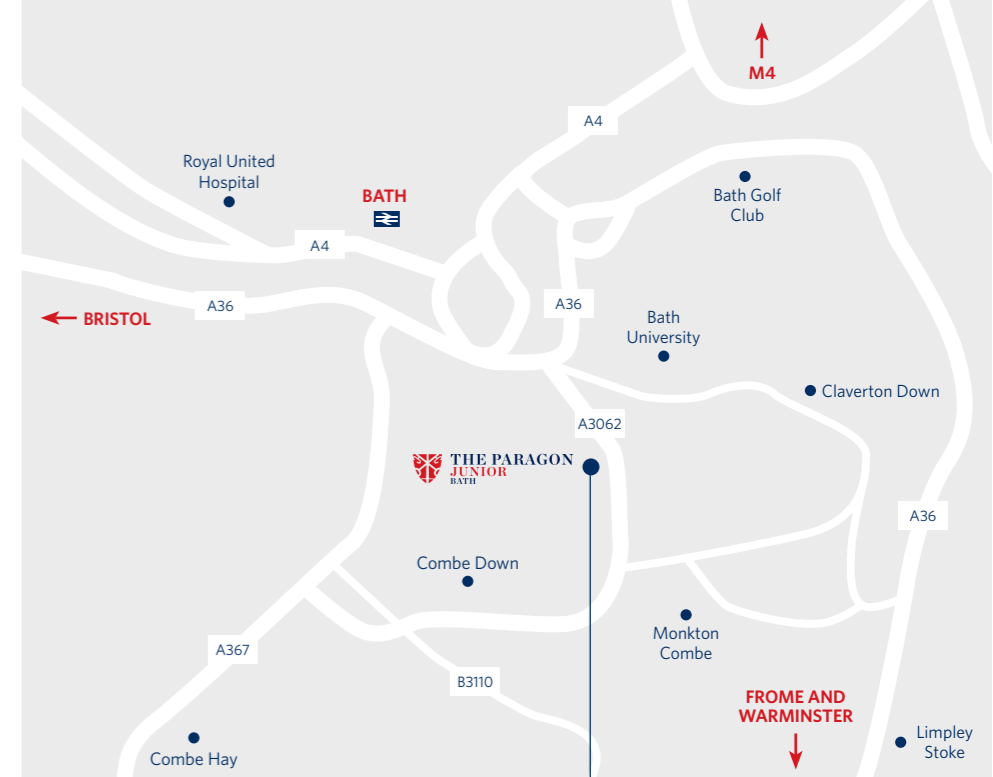 M4
A4
Royal United
Hospital
BATH
Bath Golf
Club
A4
A36
A36
BRISTOL
Bath
University
Claverton Down
A3062
THE PARAGON
JUNIOR
BATH
A36
Combe Down
Monkton
Combe
A367
B3110
FROME AND
WARMINSTER
Limpley
Stoke
Combe Hay